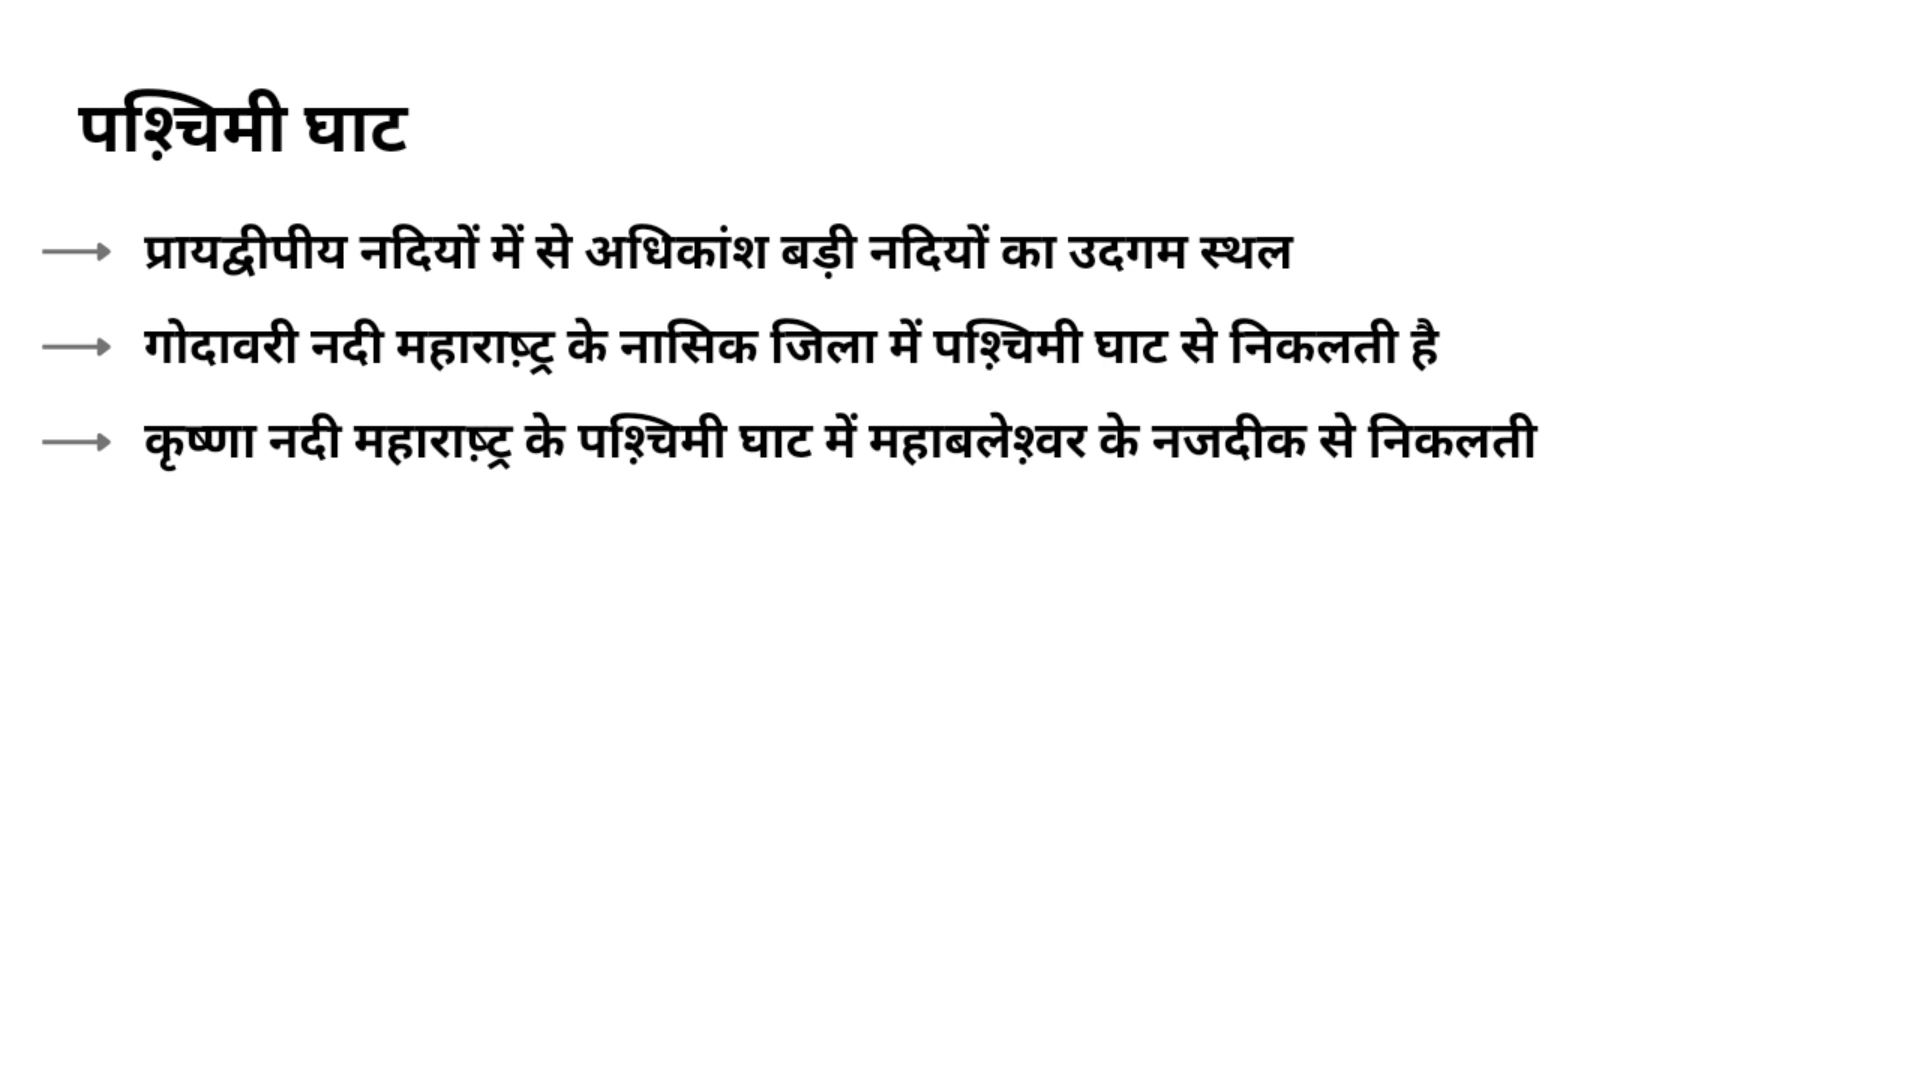 पश़्चिमी घाट
प्रायद्वीपीय नदियों में से अधिकांश बड़ी नदियों का उदगम स्थल
गोदावरी नदी महाराष़्ट्र के नासिक जिला में पश़्चिमी घाट से निकलती है
कृष्णा नदी महाराष़्ट्र के पश़्चिमी घाट में महाबलेश़्वर के नजदीक से निकलती